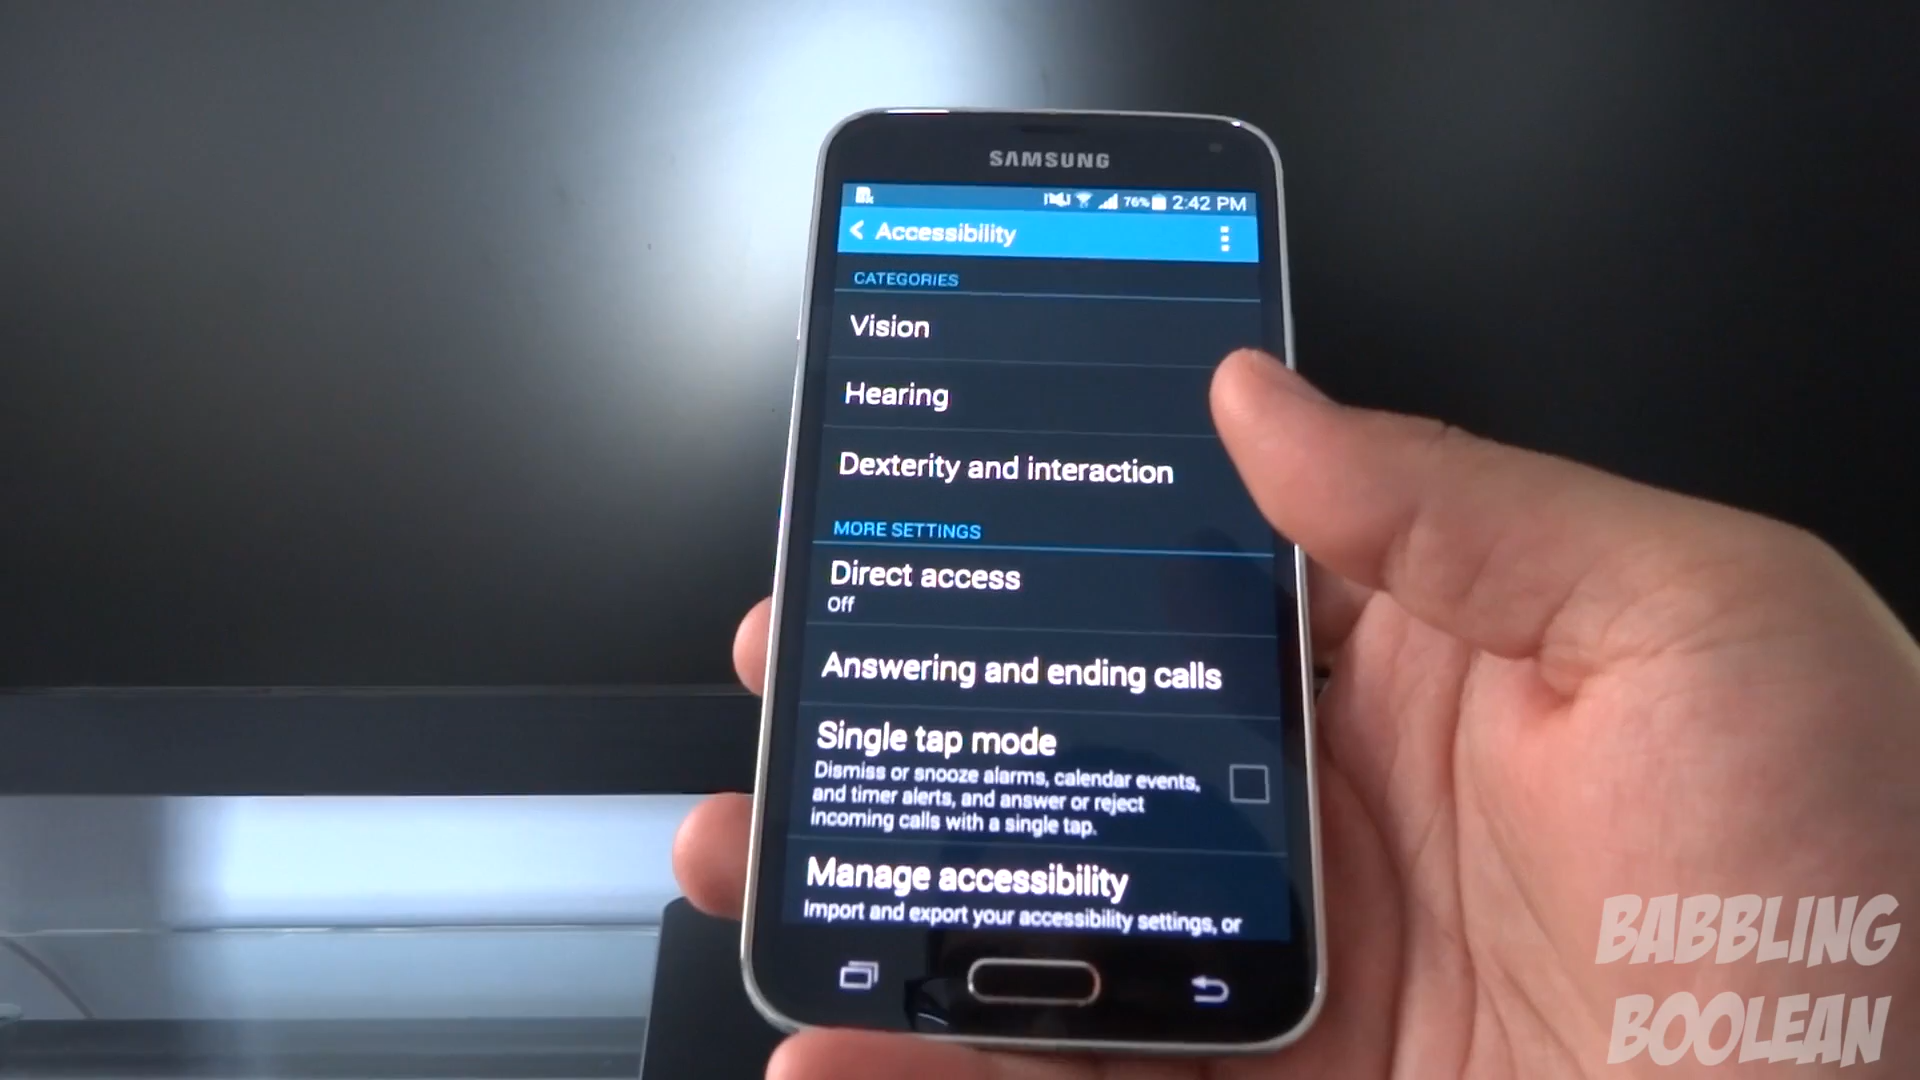 SAMSUNG
76% 2:42 PM
Accessibility
CATEGORIES
Vision
Hearing
Dexterity and interaction
MORE SETTINGS
Direct access
Off
Answering and ending calls
Single tap mode
Dismiss or snooze alarms, calendar events,
and timer alerts, and answer or reject
incoming calls with a single tap.
Manage accessibility
Import and export your accessibility settings, or
BABBLING
BOOLEAN